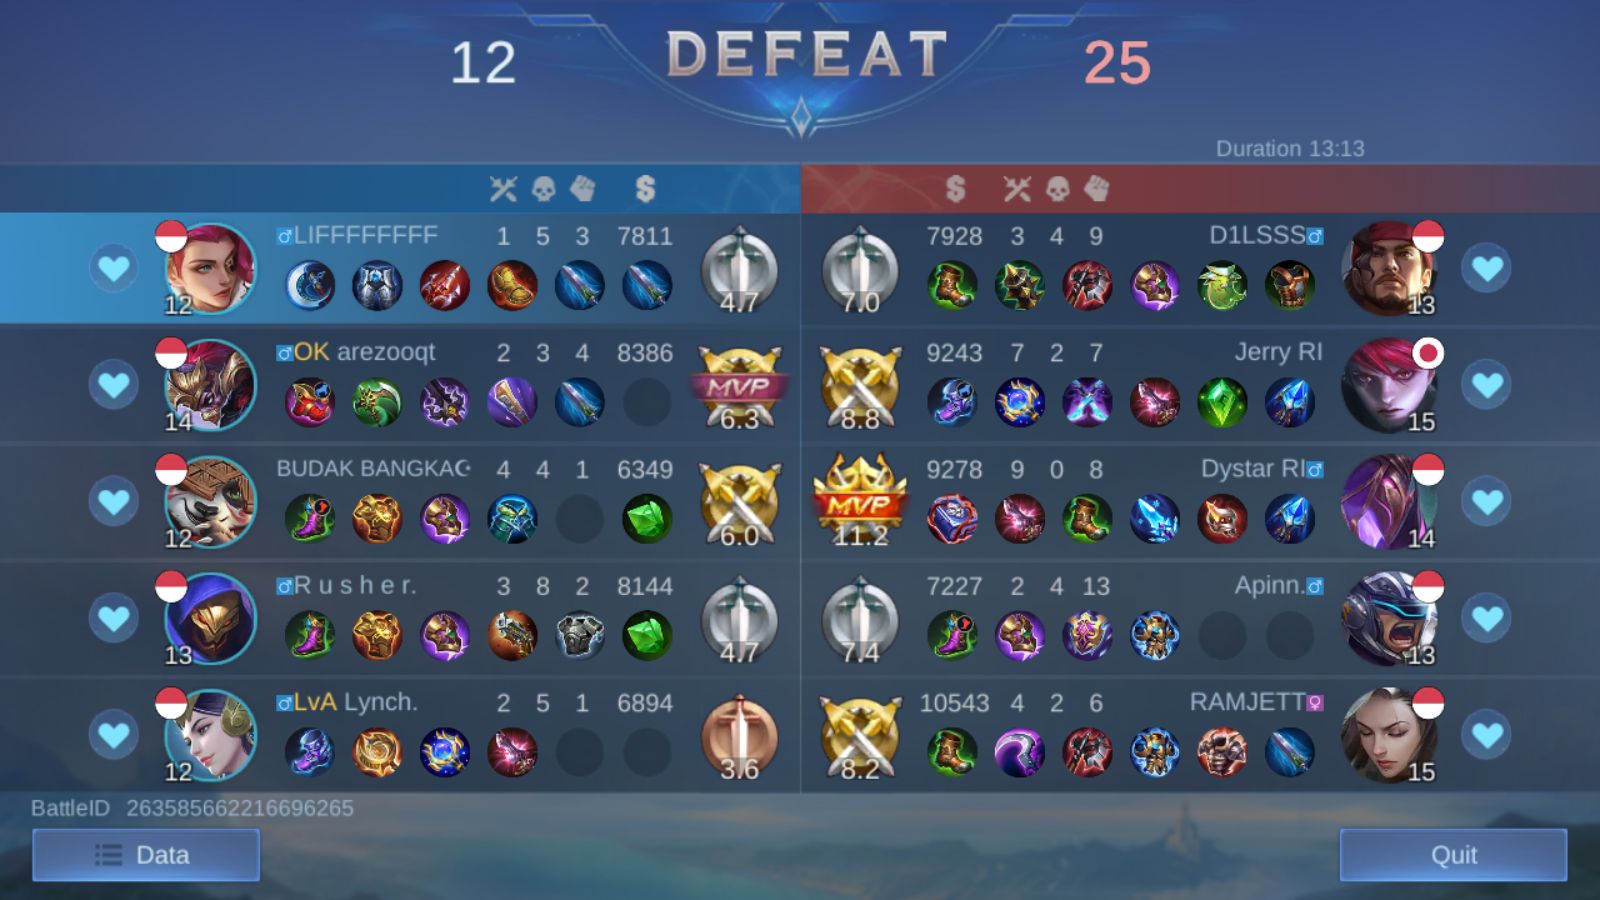 12 DEFEAT 25
Duration 13:13
LIFFFFFFFF 1 5 3 7811 4.7 12
7.0 7928 3 4 9 D1LSSS 13
OK arezooqt 2 3 4 8386 MVP 6.3 14
8.8 9243 7 2 7 Jerry RI 15
BUDAK BANGKA☪ 4 4 1 6349 6.0 12
MVP 11.2 9278 9 0 8 Dystar RI 14
R u s h e r. 3 8 2 8144 4.7 13
7.4 7227 2 4 13 Apinn. 13
LvA Lynch. 2 5 1 6894 3.6 12
8.2 10543 4 2 6 RAMJETT 15
BattleID 263585662216696265
Data
Quit